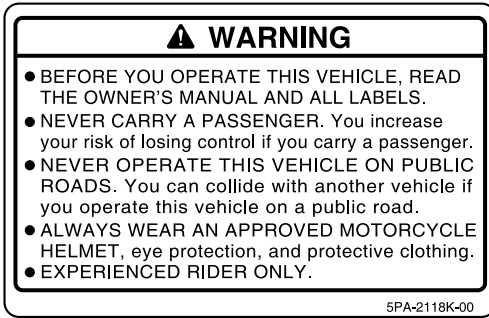 WARNING
● BEFORE YOU OPERATE THIS VEHICLE, READ
THE OWNER'S MANUAL AND ALL LABELS.
● NEVER CARRY A PASSENGER. You increase
your risk of losing control if you carry a passenger.
● NEVER OPERATE THIS VEHICLE ON PUBLIC
ROADS. You can collide with another vehicle if
you operate this vehicle on a public road.
● ALWAYS WEAR AN APPROVED MOTORCYCLE
HELMET, eye protection, and protective clothing.
● EXPERIENCED RIDER ONLY.
5PA-2118K-00